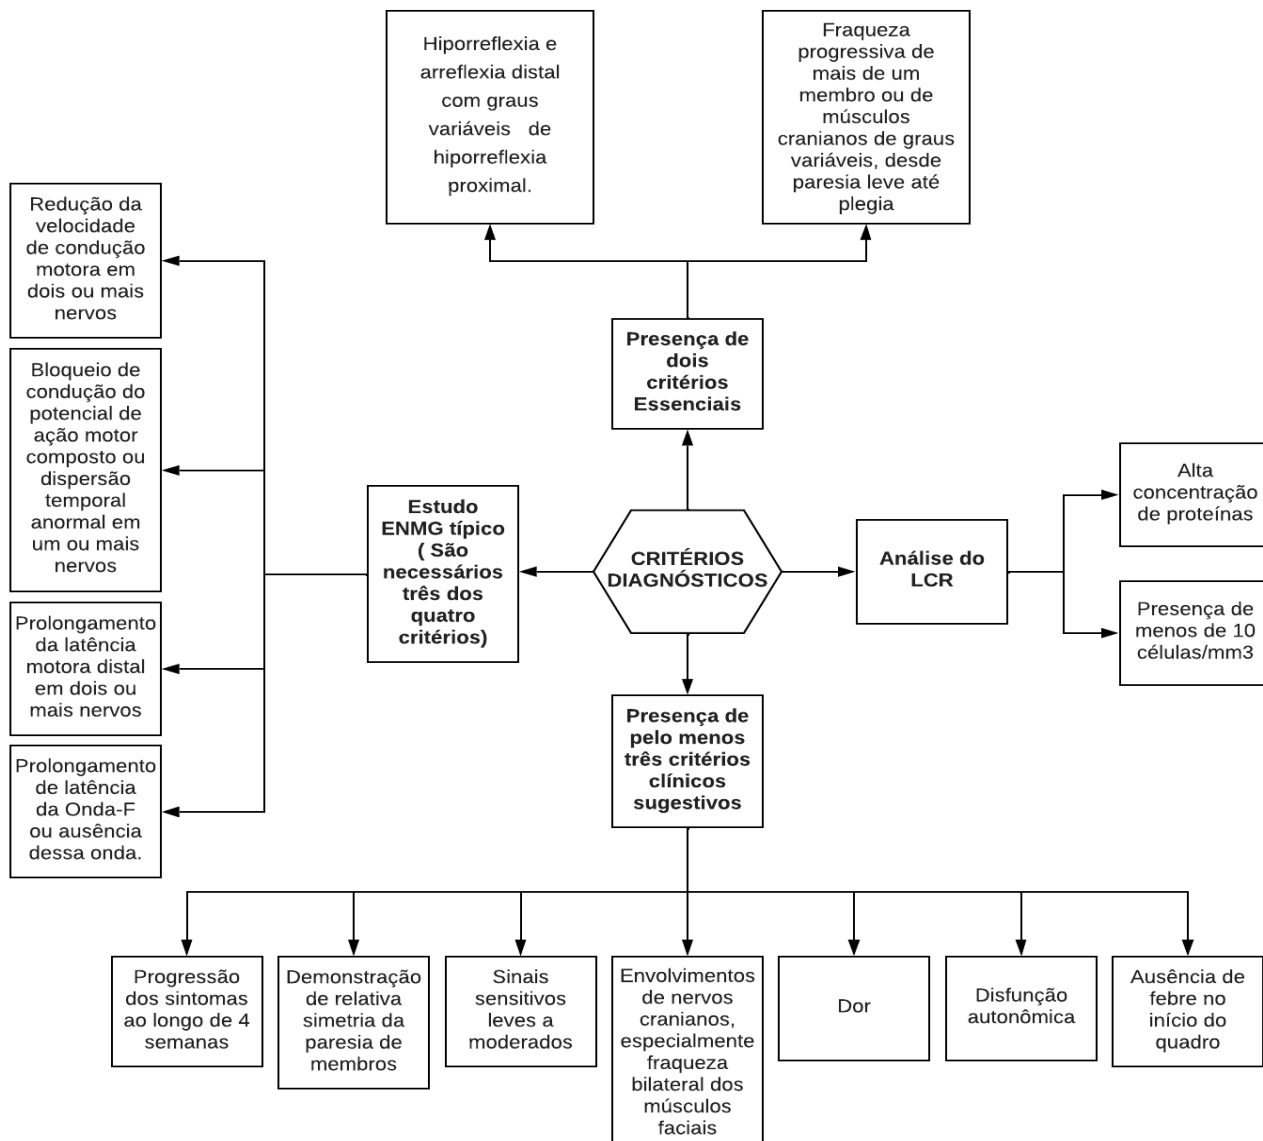 Hiporreflexia e
arreflexia distal
com graus
variáveis de
hiporreflexia
proximal.
Fraqueza
progressiva de
mais de um
membro ou de
músculos
cranianos de graus
variáveis, desde
paresia leve até
plegia
Redução da
velocidade
de condução
motora em
dois ou mais
nervos
Presença de
dois
critérios
Essenciais
Bloqueio de
condução do
potencial de
ação motor
composto ou
dispersão
temporal
anormal em
um ou mais
nervos
Estudo
ENMG típico
( São
necessários
três dos
quatro
critérios)
CRITÉRIOS
DIAGNÓSTICOS
Análise do
LCR
Alta
concentração
de proteínas
Presença de
menos de 10
células/mm3
Prolongamento
da latência
motora distal
em dois ou
mais nervos
Prolongamento
de latência
da Onda-F
ou ausência
dessa onda.
Presença de
pelo menos
três critérios
clínicos
sugestivos
Progressão
dos sintomas
ao longo de 4
semanas
Demonstração
de relativa
simetria da
paresia de
membros
Sinais
sensitivos
leves a
moderados
Envolvimentos
de nervos
cranianos,
especialmente
fraqueza
bilateral dos
músculos
faciais
Dor
Disfunção
autonômica
Ausência de
febre no
início do
quadro